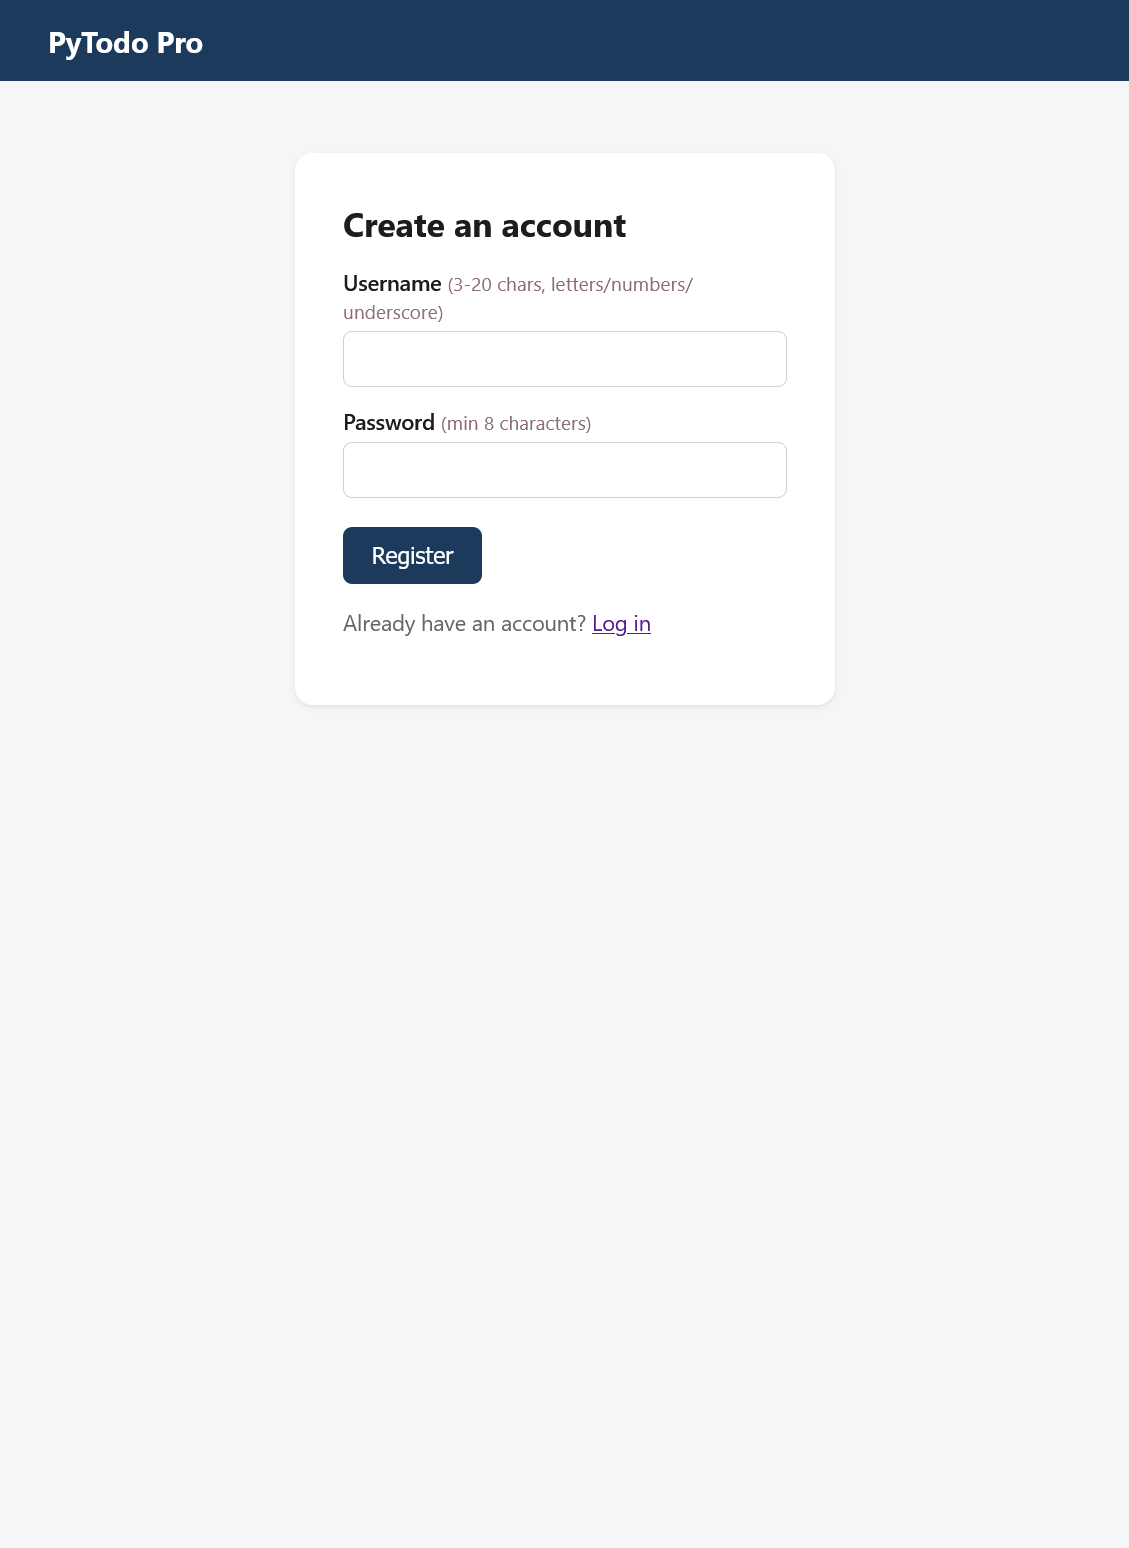 PyTodo Pro
Create an account
Username (3-20 chars, letters/numbers/
underscore)
Password (min 8 characters)
Register
Already have an account? Log in